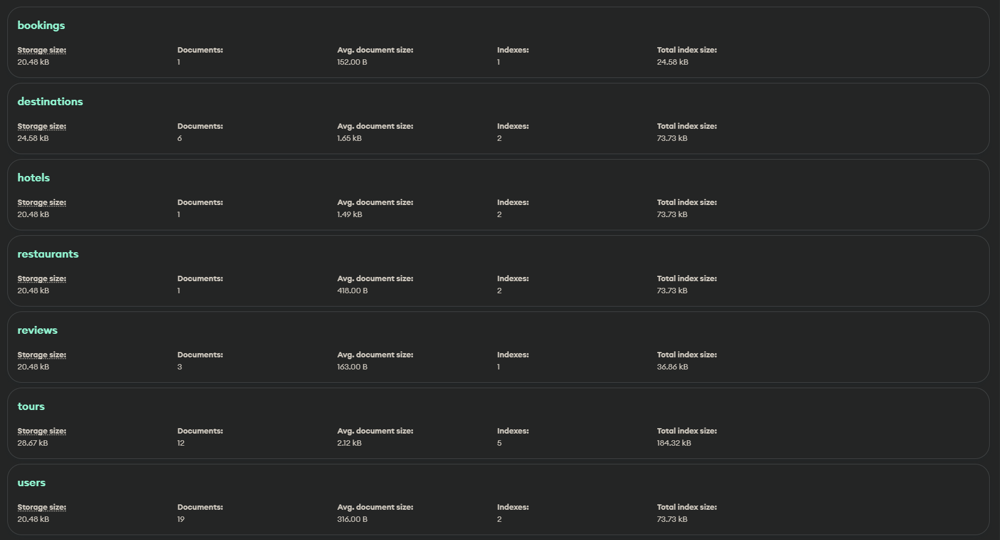 bookings
Storage size: Documents: Avg. document size: Indexes: Total index size:
20.48 kB 1 152.00 B 1 24.58 kB
destinations
Storage size: Documents: Avg. document size: Indexes: Total index size:
24.58 kB 6 1.65 kB 2 73.73 kB
hotels
Storage size: Documents: Avg. document size: Indexes: Total index size:
20.48 kB 1 1.49 kB 2 73.73 kB
restaurants
Storage size: Documents: Avg. document size: Indexes: Total index size:
20.48 kB 1 418.00 B 2 73.73 kB
reviews
Storage size: Documents: Avg. document size: Indexes: Total index size:
20.48 kB 3 163.00 B 1 36.86 kB
tours
Storage size: Documents: Avg. document size: Indexes: Total index size:
28.67 kB 12 2.12 kB 5 184.32 kB
users
Storage size: Documents: Avg. document size: Indexes: Total index size:
20.48 kB 19 316.00 B 2 73.73 kB